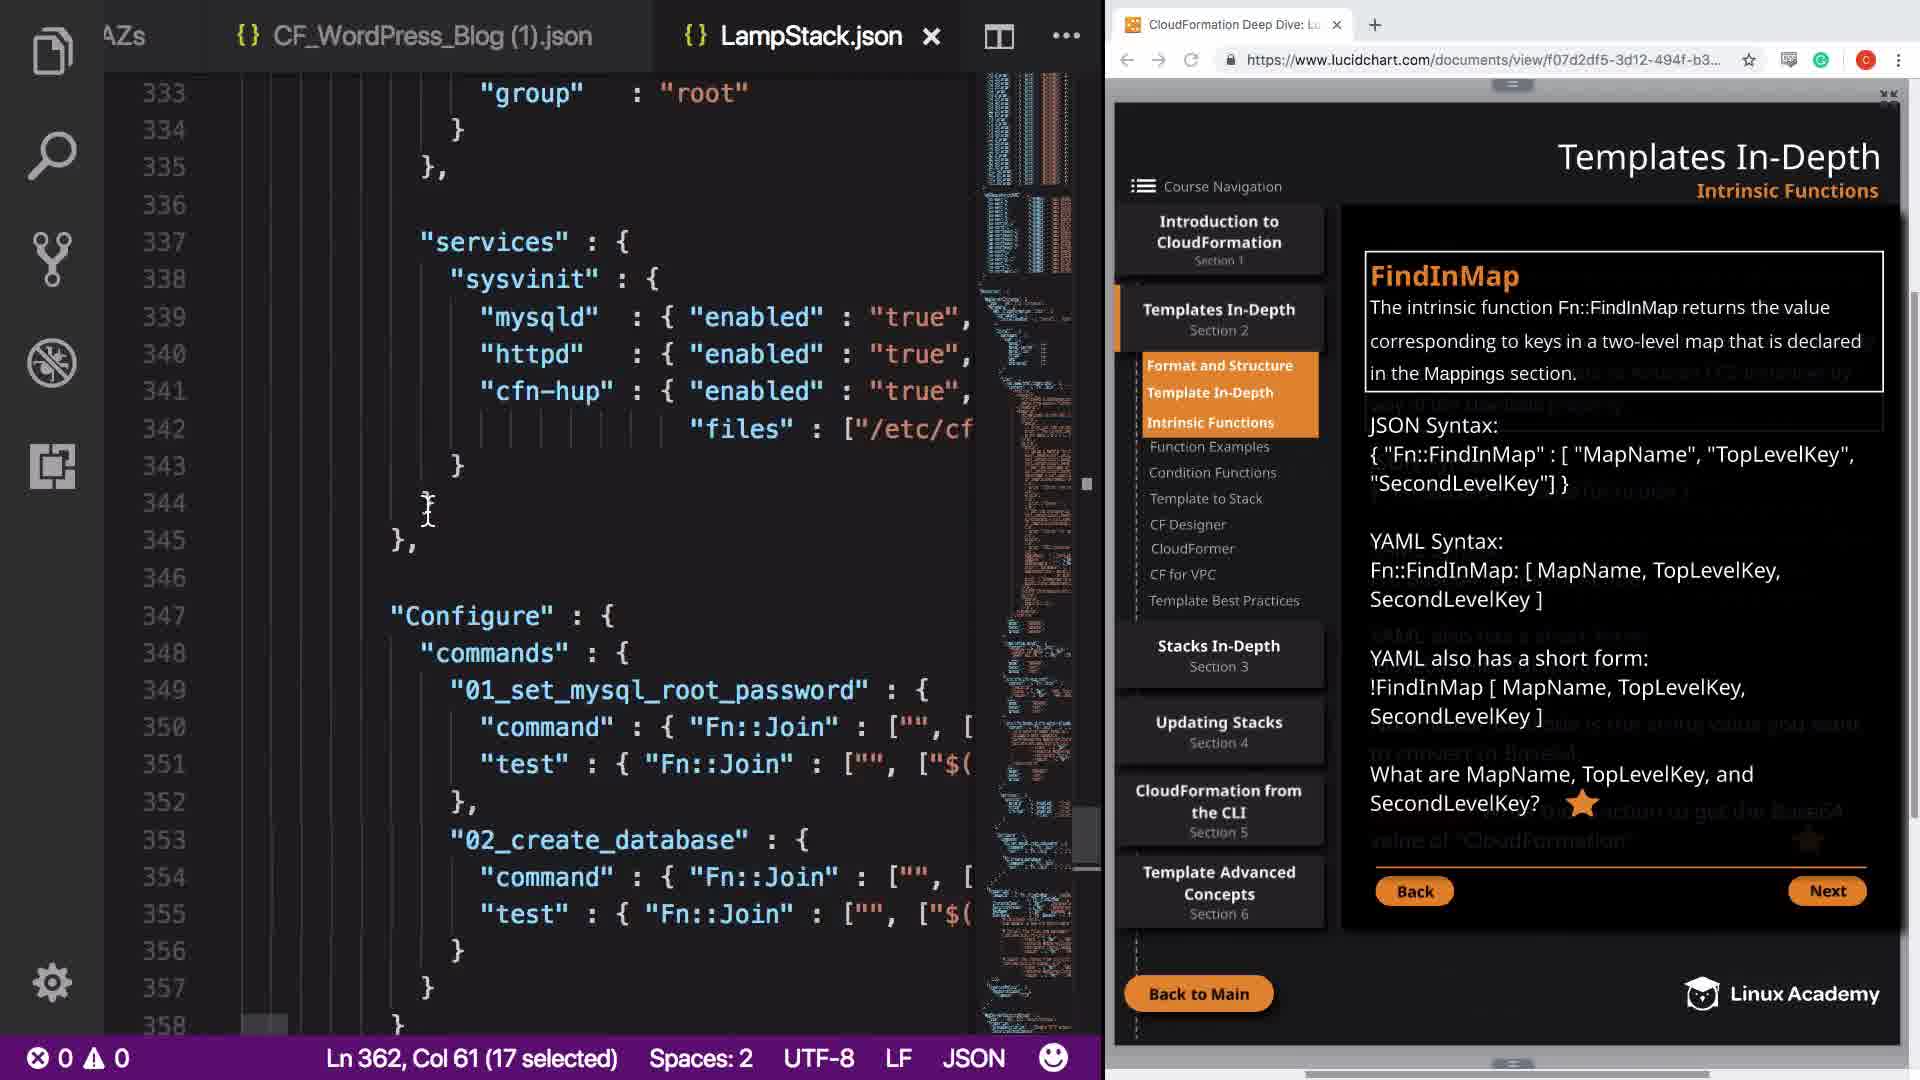 AZs
{} CF_WordPress_Blog (1).json
{} LampStack.json
333 "group" : "root"
334 }
335 },
336
337 "services" : {
338 "sysvinit" : {
339 "mysqld" : { "enabled" : "true",
340 "httpd" : { "enabled" : "true",
341 "cfn-hup" : { "enabled" : "true",
342 "files" : ["/etc/cf
343 }
344 }
345 },
346
347 "Configure" : {
348 "commands" : {
349 "01_set_mysql_root_password" : {
350 "command" : { "Fn::Join" : ["", [
351 "test" : { "Fn::Join" : ["", ["$(
352 },
353 "02_create_database" : {
354 "command" : { "Fn::Join" : ["", [
355 "test" : { "Fn::Join" : ["", ["$(
356 }
357 }
358 }
0 0
Ln 362, Col 61 (17 selected)
Spaces: 2
UTF-8
LF
JSON
CloudFormation Deep Dive: Lu
https://www.lucidchart.com/documents/view/f07d2df5-3d12-494f-b3...
C
Templates In-Depth
Intrinsic Functions
Course Navigation
Introduction to
CloudFormation
Section 1
Templates In-Depth
Section 2
Format and Structure
Template In-Depth
Intrinsic Functions
Function Examples
Condition Functions
Template to Stack
CF Designer
CloudFormer
CF for VPC
Template Best Practices
Stacks In-Depth
Section 3
Updating Stacks
Section 4
CloudFormation from
the CLI
Section 5
Template Advanced
Concepts
Section 6
Back to Main
FindInMap
The intrinsic function Fn::FindInMap returns the value
corresponding to keys in a two-level map that is declared
in the Mappings section.
JSON Syntax:
{ "Fn::FindInMap" : [ "MapName", "TopLevelKey",
"SecondLevelKey"] }
YAML Syntax:
Fn::FindInMap: [ MapName, TopLevelKey,
SecondLevelKey ]
YAML also has a short form:
!FindInMap [ MapName, TopLevelKey,
SecondLevelKey ]
What are MapName, TopLevelKey, and
SecondLevelKey?
Back
Next
Linux Academy